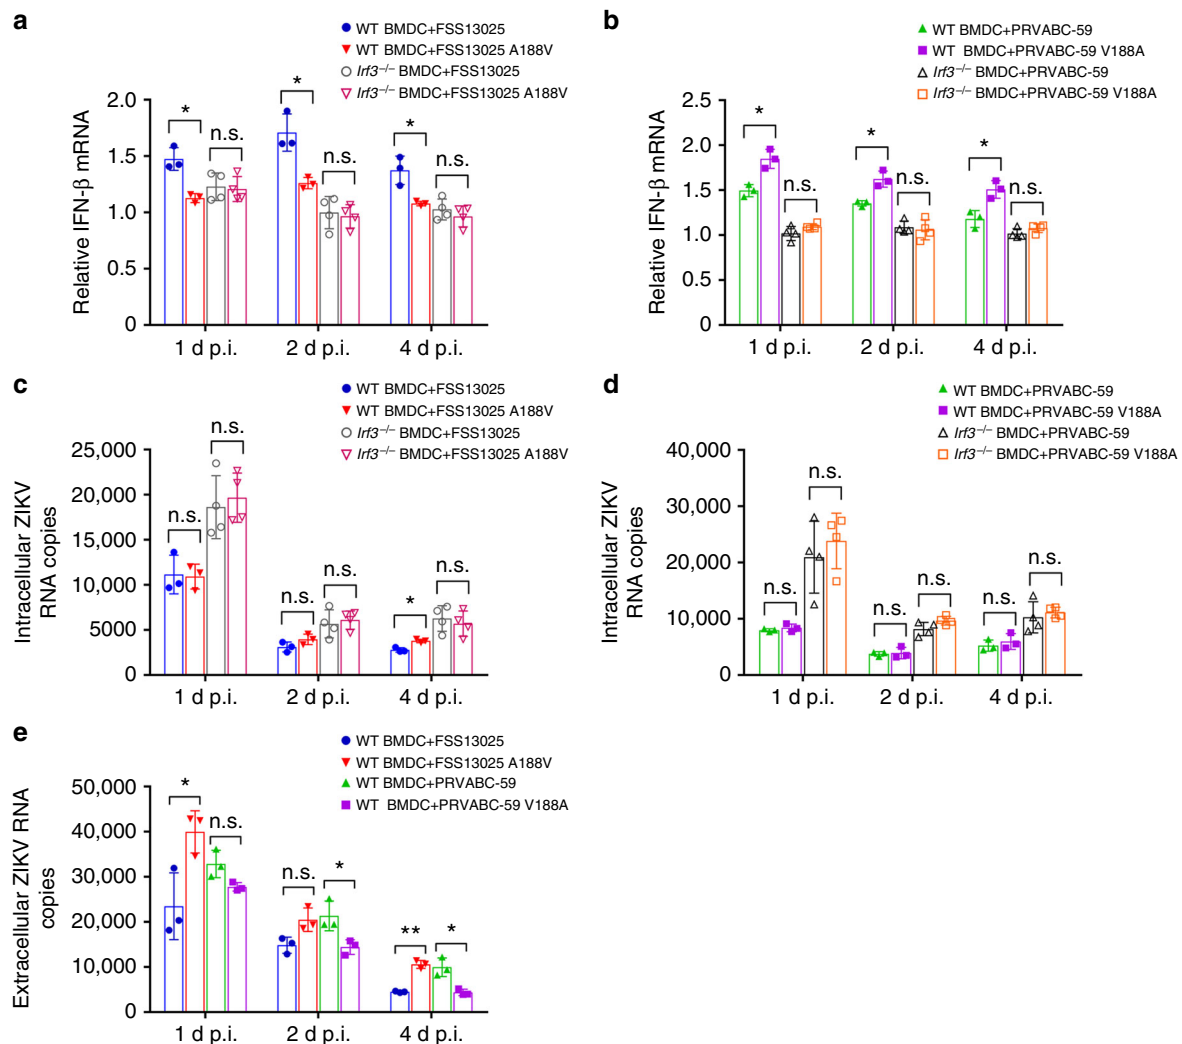 a
WT BMDC+FSS13025
WT BMDC+FSS13025 A188V
Irf3⁻/⁻ BMDC+FSS13025
Irf3⁻/⁻ BMDC+FSS13025 A188V
Relative IFN-β mRNA
2.0
1.5
1.0
0.5
0
* n.s. * n.s. * n.s.
1 d p.i. 2 d p.i. 4 d p.i.
b
WT BMDC+PRVABC-59
WT BMDC+PRVABC-59 V188A
Irf3⁻/⁻ BMDC+PRVABC-59
Irf3⁻/⁻ BMDC+PRVABC-59 V188A
Relative IFN-β mRNA
2.5
2.0
1.5
1.0
0.5
0
* n.s. * n.s. * n.s.
1 d p.i. 2 d p.i. 4 d p.i.
c
WT BMDC+FSS13025
WT BMDC+FSS13025 A188V
Irf3⁻/⁻ BMDC+FSS13025
Irf3⁻/⁻ BMDC+FSS13025 A188V
Intracellular ZIKV
RNA copies
25,000
20,000
15,000
10,000
5000
0
n.s. n.s. n.s. n.s. * n.s.
1 d p.i. 2 d p.i. 4 d p.i.
d
WT BMDC+PRVABC-59
WT BMDC+PRVABC-59 V188A
Irf3⁻/⁻ BMDC+PRVABC-59
Irf3⁻/⁻ BMDC+PRVABC-59 V188A
Intracellular ZIKV
RNA copies
40,000
30,000
20,000
10,000
0
n.s. n.s. n.s. n.s. n.s. n.s.
1 d p.i. 2 d p.i. 4 d p.i.
e
WT BMDC+FSS13025
WT BMDC+FSS13025 A188V
WT BMDC+PRVABC-59
WT BMDC+PRVABC-59 V188A
Extracellular ZIKV RNA
copies
50,000
40,000
30,000
20,000
10,000
0
* n.s. n.s. * ** *
1 d p.i. 2 d p.i. 4 d p.i.